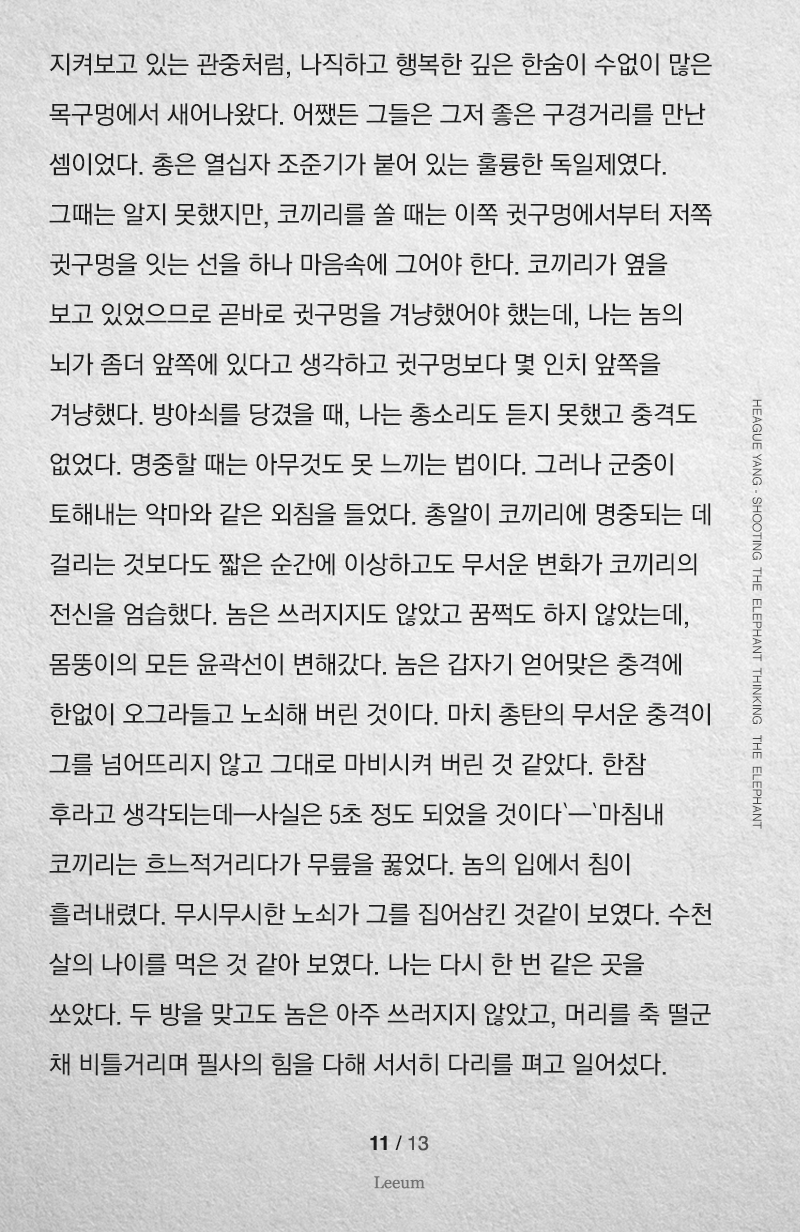 지켜보고 있는 관중처럼, 나직하고 행복한 깊은 한숨이 수없이 많은
목구멍에서 새어나왔다. 어쨌든 그들은 그저 좋은 구경거리를 만난
셈이었다. 총은 열십자 조준기가 붙어 있는 훌륭한 독일제였다.
그때는 알지 못했지만, 코끼리를 쏠 때는 이쪽 귓구멍에서부터 저쪽
귓구멍을 잇는 선을 하나 마음속에 그어야 한다. 코끼리가 옆을
보고 있었으므로 곧바로 귓구멍을 겨냥했어야 했는데, 나는 놈의
뇌가 좀더 앞쪽에 있다고 생각하고 귓구멍보다 몇 인치 앞쪽을
겨냥했다. 방아쇠를 당겼을 때, 나는 총소리도 듣지 못했고 충격도
없었다. 명중할 때는 아무것도 못 느끼는 법이다. 그러나 군중이
토해내는 악마와 같은 외침을 들었다. 총알이 코끼리에 명중되는 데
걸리는 것보다도 짧은 순간에 이상하고도 무서운 변화가 코끼리의
전신을 엄습했다. 놈은 쓰러지지도 않았고 꿈쩍도 하지 않았는데,
몸뚱이의 모든 윤곽선이 변해갔다. 놈은 갑자기 얻어맞은 충격에
한없이 오그라들고 노쇠해 버린 것이다. 마치 총탄의 무서운 충격이
그를 넘어뜨리지 않고 그대로 마비시켜 버린 것 같았다. 한참
후라고 생각되는데—사실은 5초 정도 되었을 것이다‵—‵마침내
코끼리는 흐느적거리다가 무릎을 꿇었다. 놈의 입에서 침이
흘러내렸다. 무시무시한 노쇠가 그를 집어삼킨 것같이 보였다. 수천
살의 나이를 먹은 것 같아 보였다. 나는 다시 한 번 같은 곳을
쏘았다. 두 방을 맞고도 놈은 아주 쓰러지지 않았고, 머리를 축 떨군
채 비틀거리며 필사의 힘을 다해 서서히 다리를 펴고 일어섰다.
HEAGUE YANG - SHOOTING THE ELEPHANT THINKING THE ELEPHANT
11 / 13
Leeum